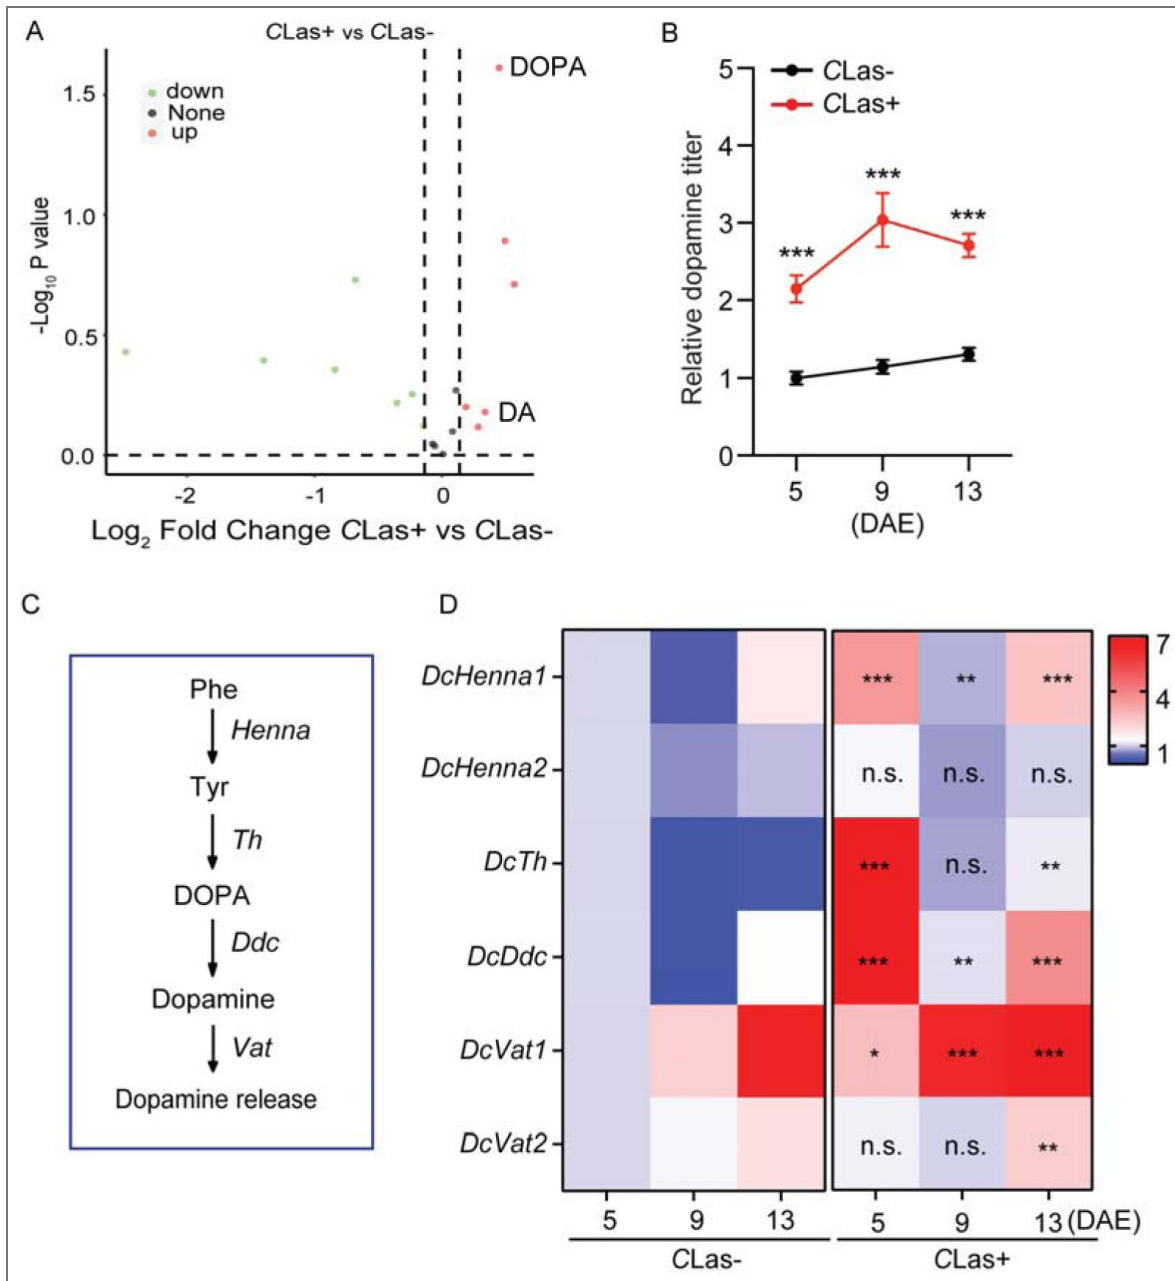 A
CLas+ vs CLas-
DOPA
down
None
up
1.5
1.0
0.5
0.0
-Log10 P value
DA
-2
-1
0
Log2 Fold Change CLas+ vs CLas-
B
CLas-
CLas+
5
4
3
2
1
0
Relative dopamine titer
***
***
***
5
9
13
(DAE)
C
Phe
Henna
Tyr
Th
DOPA
Ddc
Dopamine
Vat
Dopamine release
D
DcHenna1
*** ** ***
DcHenna2
n.s. n.s. n.s.
DcTh
*** n.s. **
DcDdc
*** ** ***
DcVat1
* *** ***
DcVat2
n.s. n.s. **
7
4
1
5 9 13 5 9 13 (DAE)
CLas- CLas+